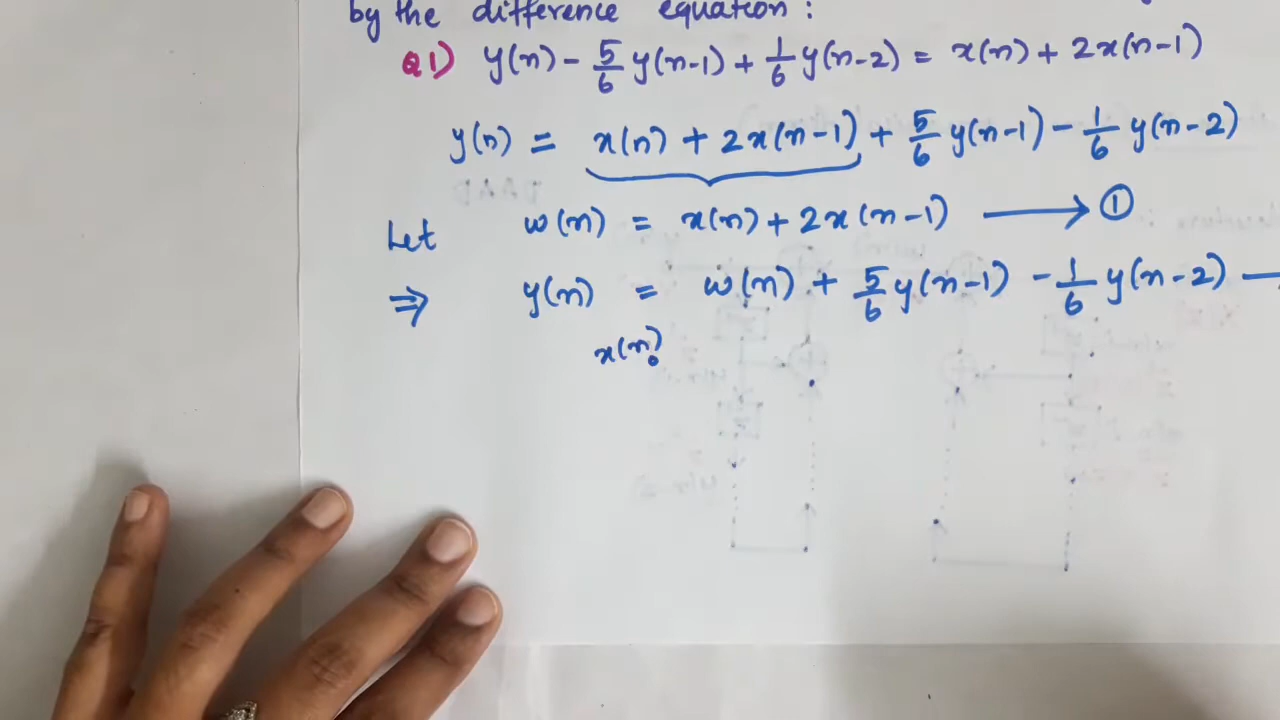 by the difference equation:
Q1) y(n) - 5/6 y(n-1) + 1/6 y(n-2) = x(n) + 2x(n-1)
y(n) = x(n) + 2x(n-1) + 5/6 y(n-1) - 1/6 y(n-2)
Let w(n) = x(n) + 2x(n-1) ⟶ ①
⇒ y(n) = w(n) + 5/6 y(n-1) - 1/6 y(n-2) —
x(n)